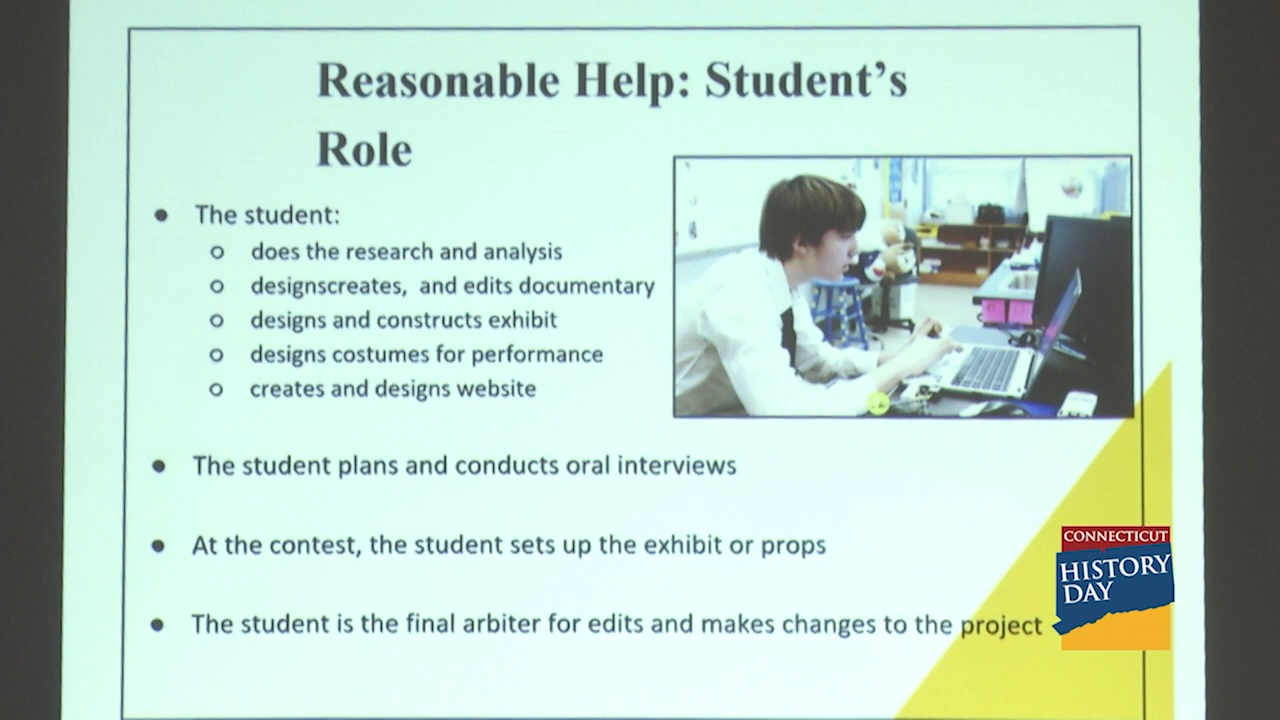 Reasonable Help: Student's
Role
● The student:
○ does the research and analysis
○ designscreates, and edits documentary
○ designs and constructs exhibit
○ designs costumes for performance
○ creates and designs website
● The student plans and conducts oral interviews
● At the contest, the student sets up the exhibit or props
● The student is the final arbiter for edits and makes changes to the project
CONNECTICUT
HISTORY
DAY